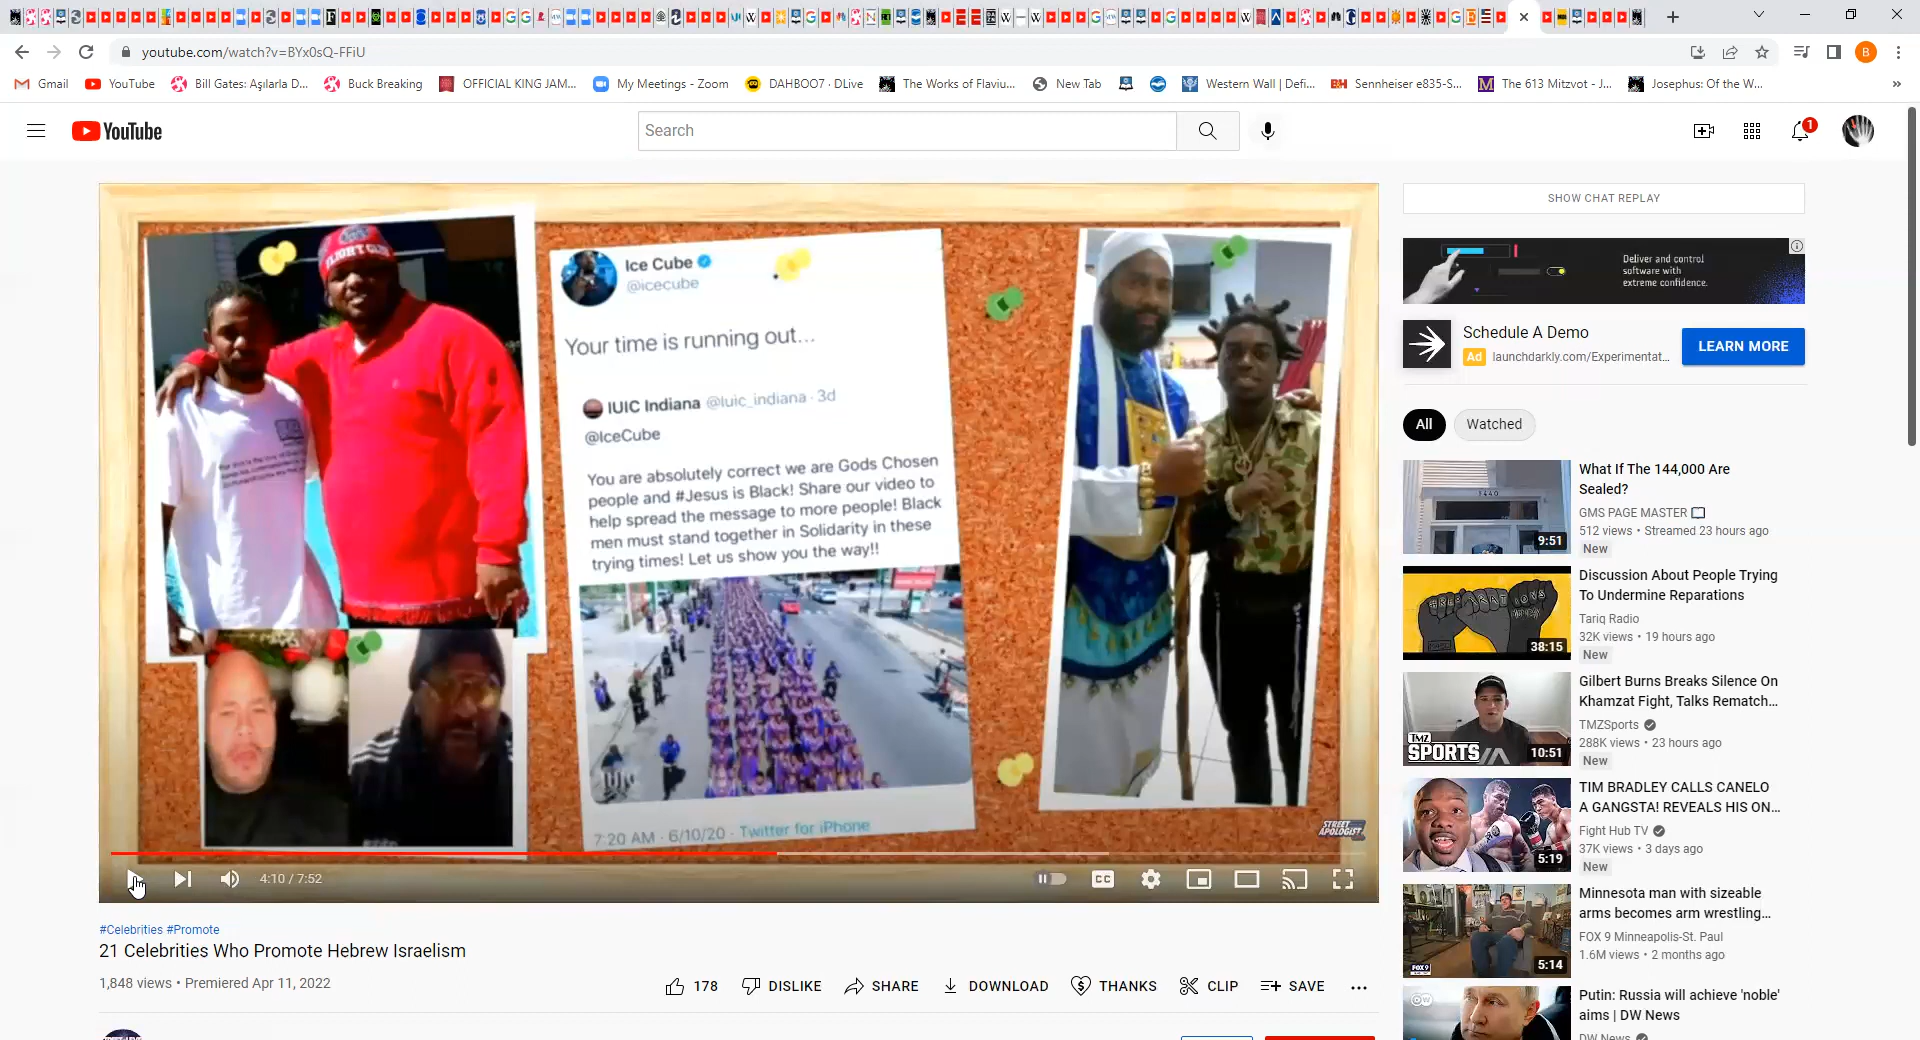 youtube.com/watch?v=BYx0sQ-FFiU
Gmail
YouTube
Bill Gates: Aşılarla D...
Buck Breaking
OFFICIAL KING JAM...
My Meetings - Zoom
DAHBOO7 · DLive
The Works of Flaviu...
New Tab
Western Wall | Defi...
Sennheiser e835-S...
The 613 Mitzvot - J...
Josephus: Of the W...
YouTube
Search
1
Ice Cube
@icecube
Your time is running out...
IUIC Indiana @iuic_indiana · 3d
@IceCube
You are absolutely correct we are Gods Chosen
people and #Jesus is Black! Share our video to
help spread the message to more people! Black
men must stand together in Solidarity in these
trying times! Let us show you the way!!
7:20 AM · 6/10/20 · Twitter for iPhone
STREET
APOLOGIST
4:10 / 7:52
CC
#Celebrities #Promote
21 Celebrities Who Promote Hebrew Israelism
1,848 views • Premiered Apr 11, 2022
178
DISLIKE
SHARE
DOWNLOAD
THANKS
CLIP
SAVE
SHOW CHAT REPLAY
Deliver and control
software with
extreme confidence.
Schedule A Demo
Ad launchdarkly.com/Experimentat...
LEARN MORE
All
Watched
9:51
What If The 144,000 Are
Sealed?
GMS PAGE MASTER
512 views • Streamed 23 hours ago
New
38:15
Discussion About People Trying
To Undermine Reparations
Tariq Radio
32K views • 19 hours ago
New
TMZ
SPORTS
10:51
Gilbert Burns Breaks Silence On
Khamzat Fight, Talks Rematch...
TMZSports
288K views • 23 hours ago
New
5:19
TIM BRADLEY CALLS CANELO
A GANGSTA! REVEALS HIS ON...
Fight Hub TV
37K views • 3 days ago
New
FOX 9
5:14
Minnesota man with sizeable
arms becomes arm wrestling...
FOX 9 Minneapolis-St. Paul
1.6M views • 2 months ago
Putin: Russia will achieve 'noble'
aims | DW News
DW News